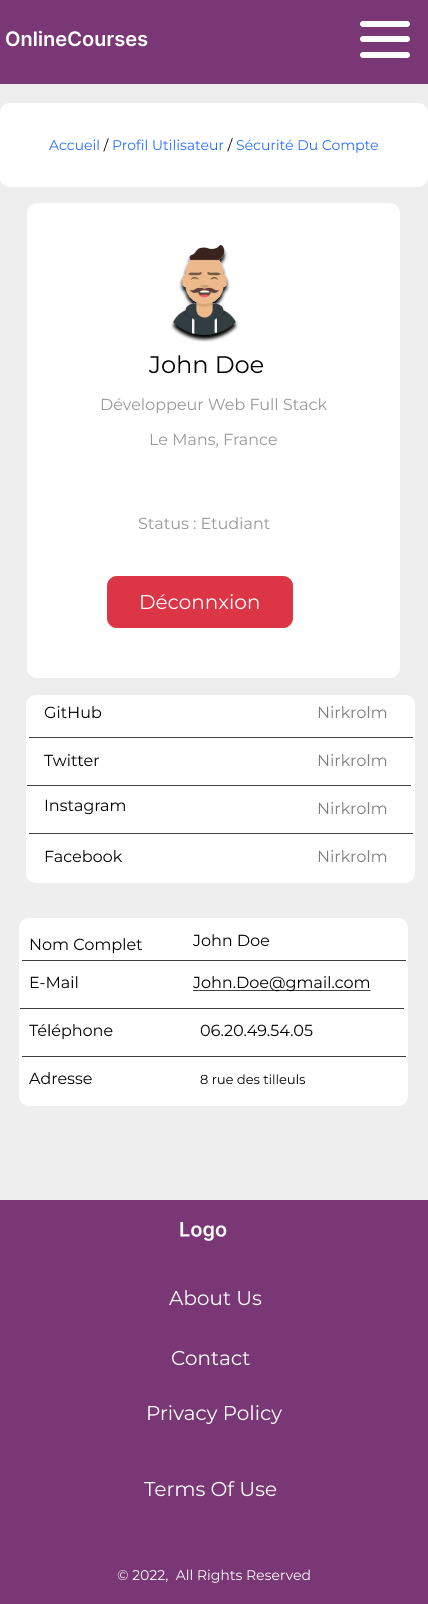 OnlineCourses
Accueil / Profil Utilisateur / Sécurité Du Compte
John Doe
Développeur Web Full Stack
Le Mans, France
Status : Etudiant
Déconnxion
GitHub Nirkrolm
Twitter Nirkrolm
Instagram Nirkrolm
Facebook Nirkrolm
Nom Complet John Doe
E-Mail John.Doe@gmail.com
Téléphone 06.20.49.54.05
Adresse 8 rue des tilleuls
Logo
About Us
Contact
Privacy Policy
Terms Of Use
© 2022, All Rights Reserved